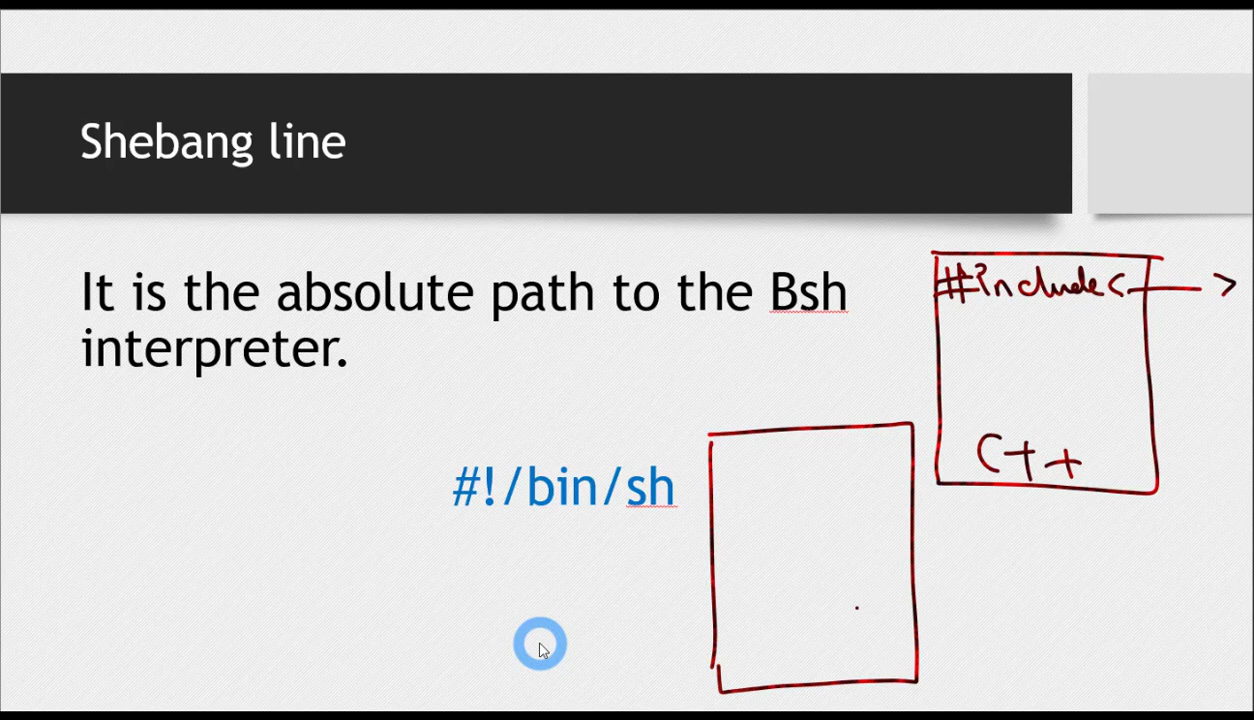 Shebang line
It is the absolute path to the Bsh
interpreter.
#!/bin/sh
#include< >
C++